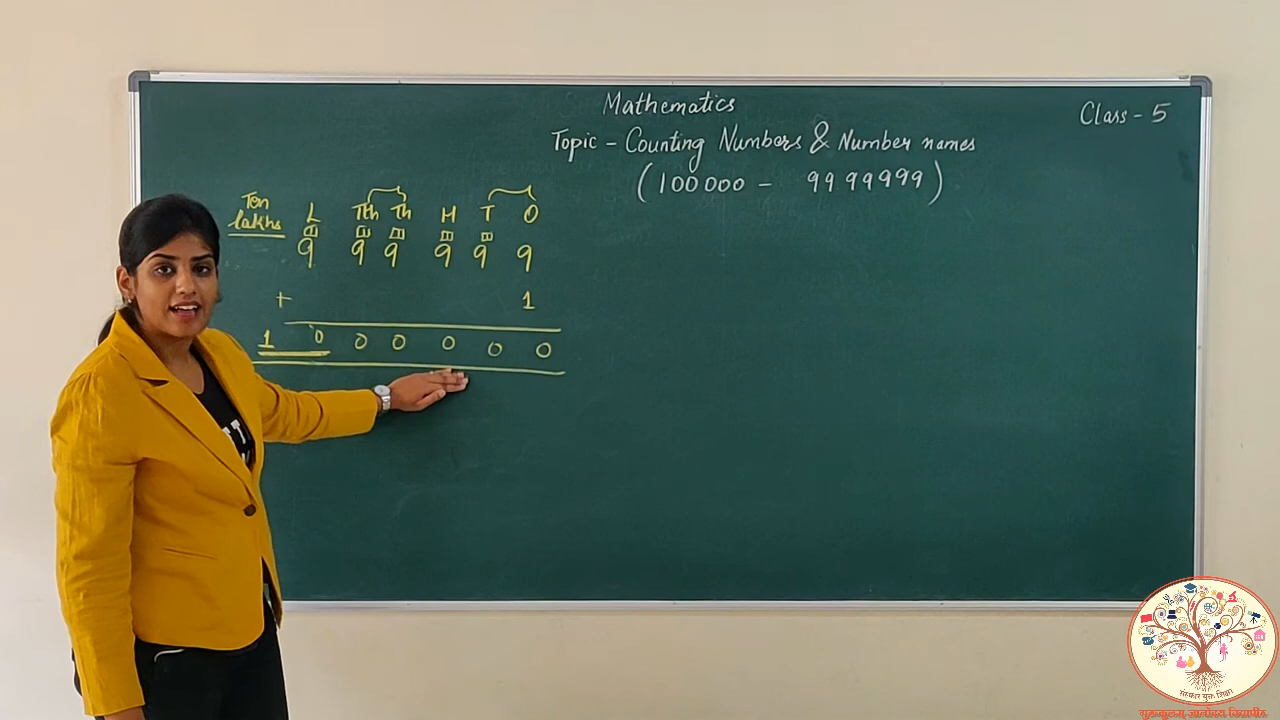 Mathematics
Class - 5
Topic - Counting Numbers & Number names
(100000 - 9999999)
Ten lakhs L Tth Th H T O
9 9 9 9 9 9
+ 1
1 0 0 0 0 0 0
संस्कार युक्त शिक्षा
गुरुकुलम् जालोरा विद्यापीठ